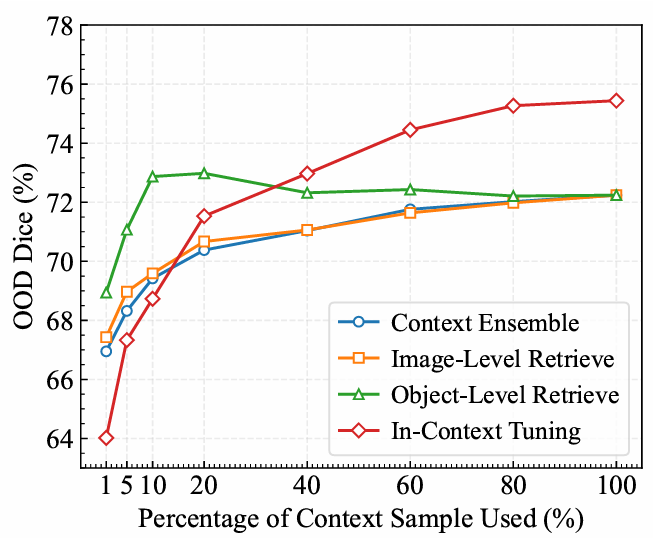 78
76
74
72
70
68
66
64
OOD Dice (%)
Context Ensemble
Image-Level Retrieve
Object-Level Retrieve
In-Context Tuning
1 5 10 20 40 60 80 100
Percentage of Context Sample Used (%)